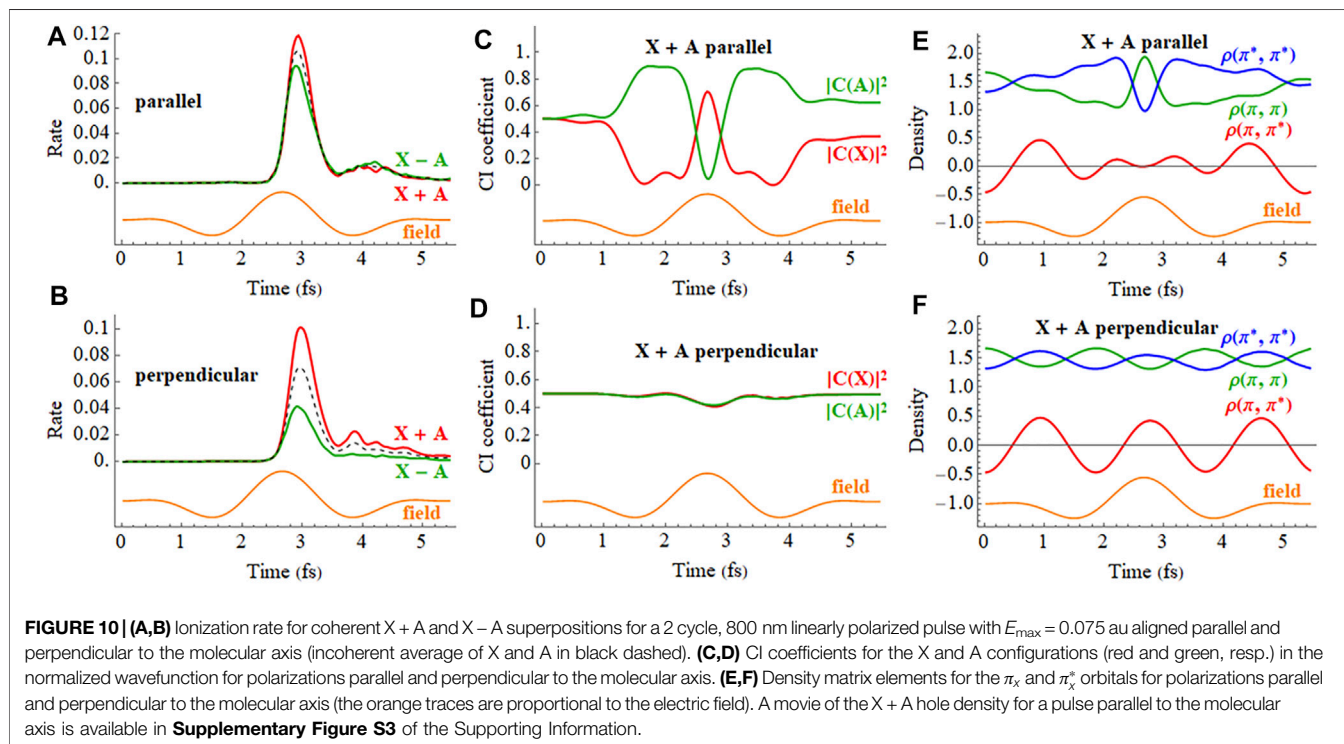 A
0.12
0.1
0.08
0.06
0.04
0.02
0.
Rate
parallel
X − A
X + A
field
0 1 2 3 4 5
Time (fs)
B
0.1
0.08
0.06
0.04
0.02
0.
Rate
perpendicular
X + A
X − A
field
0 1 2 3 4 5
Time (fs)
C
X + A parallel
1.
0.8
0.6
0.4
0.2
0
CI coefficient
|C(A)|²
|C(X)|²
field
0 1 2 3 4 5
Time (fs)
D
X + A perpendicular
1.
0.8
0.6
0.4
0.2
0
CI coefficient
|C(X)|²
|C(A)|²
field
0 1 2 3 4 5
Time (fs)
E
X + A parallel
2.0
1.5
1.0
0.5
0.0
−0.5
−1.0
Density
ρ(π*, π*)
ρ(π, π)
ρ(π, π*)
field
0 1 2 3 4 5
Time (fs)
F
X + A perpendicular
2.0
1.5
1.0
0.5
0.0
−0.5
−1.0
Density
ρ(π*, π*)
ρ(π, π)
ρ(π, π*)
field
0 1 2 3 4 5
Time (fs)
FIGURE 10 | (A,B) Ionization rate for coherent X + A and X – A superpositions for a 2 cycle, 800 nm linearly polarized pulse with Emax = 0.075 au aligned parallel and
perpendicular to the molecular axis (incoherent average of X and A in black dashed). (C,D) CI coefficients for the X and A configurations (red and green, resp.) in the
normalized wavefunction for polarizations parallel and perpendicular to the molecular axis. (E,F) Density matrix elements for the πx and πx* orbitals for polarizations parallel
and perpendicular to the molecular axis (the orange traces are proportional to the electric field). A movie of the X + A hole density for a pulse parallel to the molecular
axis is available in Supplementary Figure S3 of the Supporting Information.